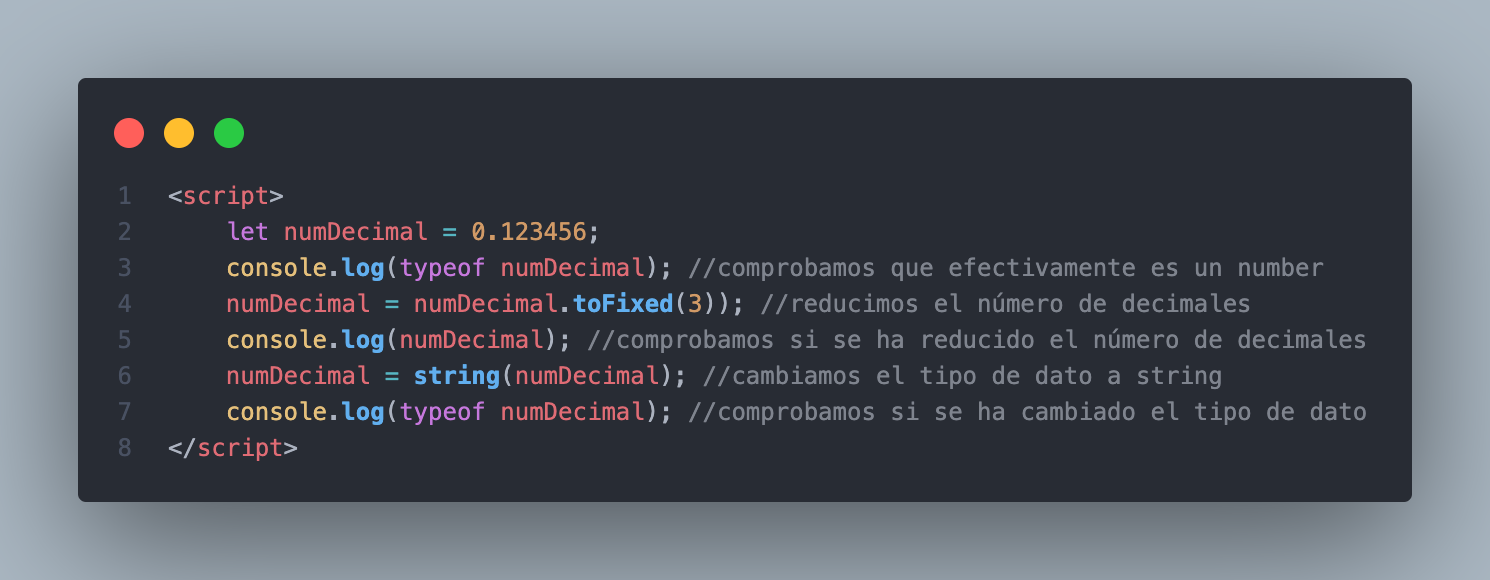 1 <script>
2 let numDecimal = 0.123456;
3 console.log(typeof numDecimal); //comprobamos que efectivamente es un number
4 numDecimal = numDecimal.toFixed(3)); //reducimos el número de decimales
5 console.log(numDecimal); //comprobamos si se ha reducido el número de decimales
6 numDecimal = string(numDecimal); //cambiamos el tipo de dato a string
7 console.log(typeof numDecimal); //comprobamos si se ha cambiado el tipo de dato
8 </script>